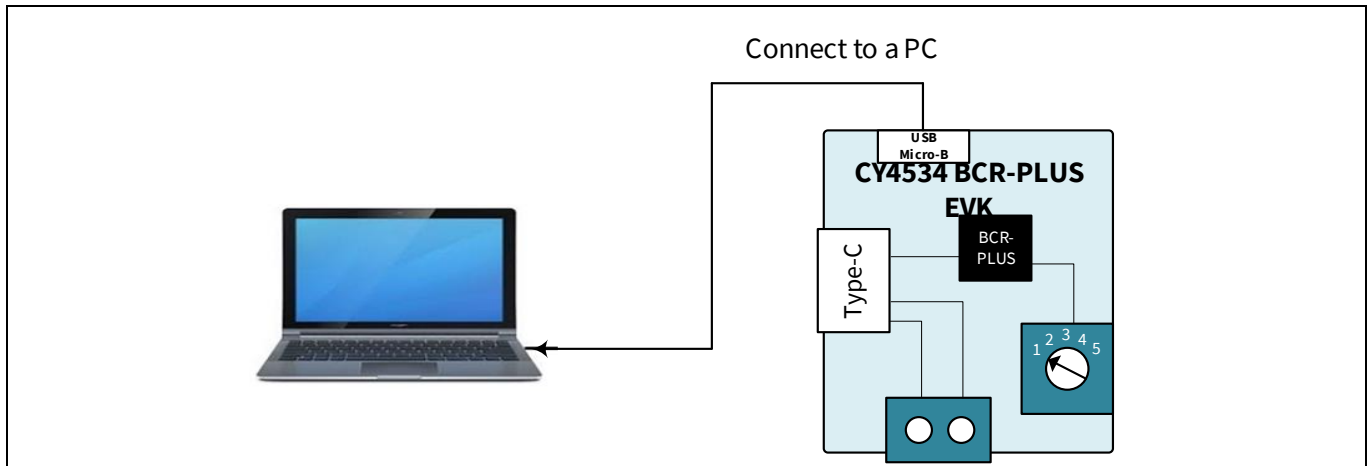 Connect to a PC
USB
Micro-B
CY4534 BCR-PLUS
EVK
BCR-
PLUS
Type-C
1 2 3 4 5